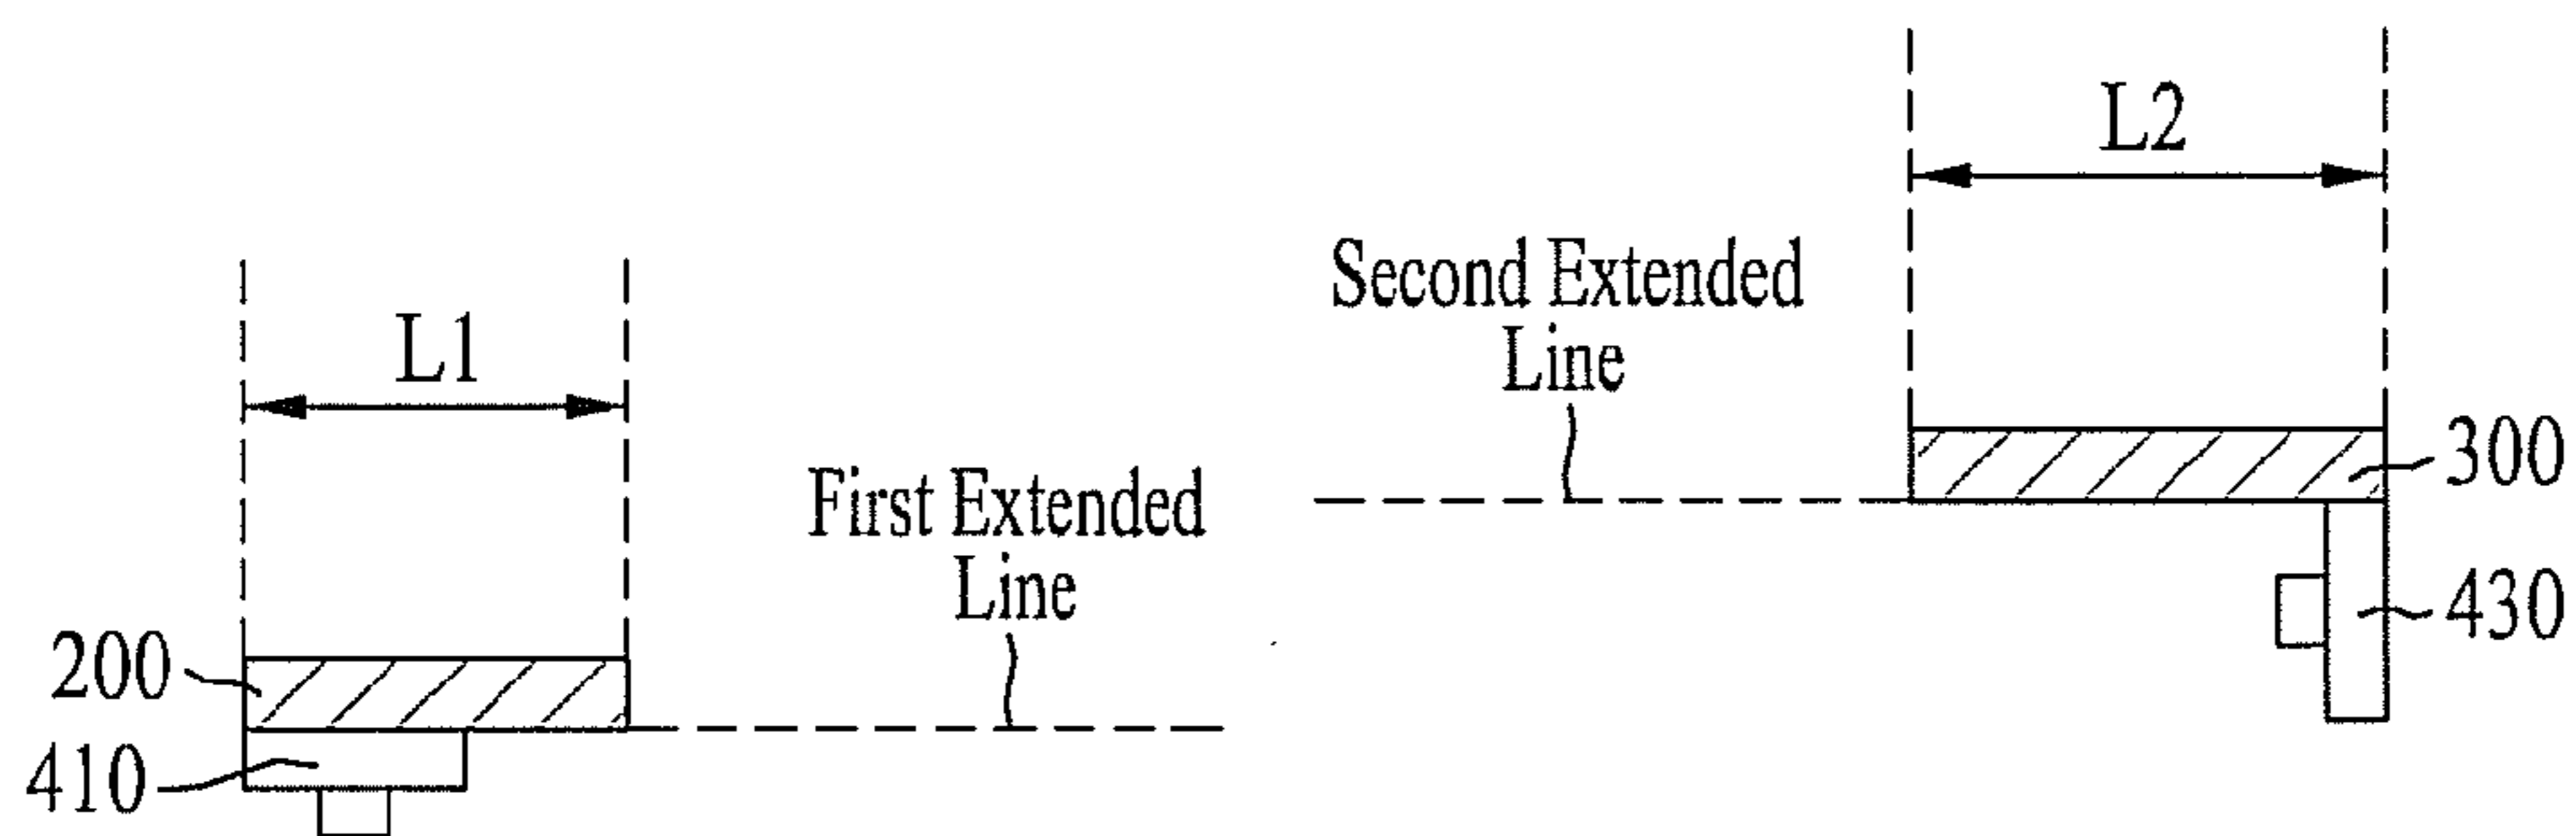 L2
Second Extended
Line
L1
300
First Extended
Line
430
200
410